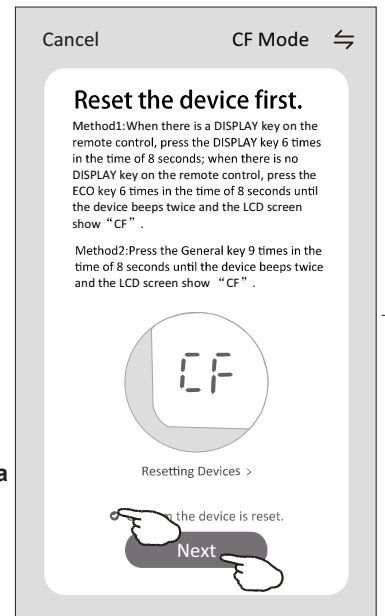 Cancel CF Mode
Reset the device first.
Method1:When there is a DISPLAY key on the
remote control, press the DISPLAY key 6 times
in the time of 8 seconds; when there is no
DISPLAY key on the remote control, press the
ECO key 6 times in the time of 8 seconds until
the device beeps twice and the LCD screen
show “CF” .
Method2:Press the General key 9 times in the
time of 8 seconds until the device beeps twice
and the LCD screen show “CF” .
CF
a
Resetting Devices >
the device is reset.
Next